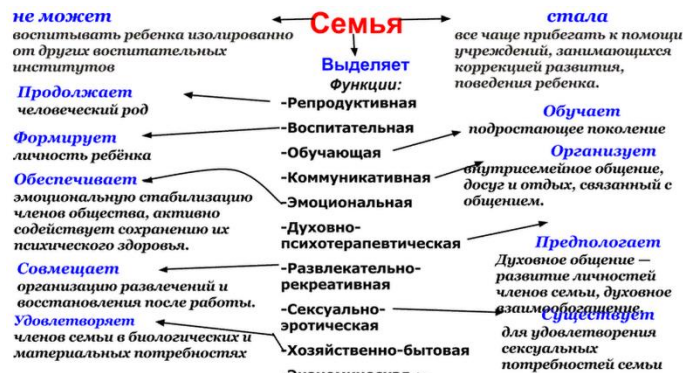 Семья
не может
воспитывать ребенка изолированно
от других воспитательных
институтов
стала
все чаще прибегать к помощи
учреждений, занимающихся
коррекцией развития,
поведения ребенка.
Выделяет
Функции:
-Репродуктивная
-Воспитательная
-Обучающая
-Коммуникативная
-Эмоциональная
-Духовно-
психотерапевтическая
-Развлекательно-
рекреативная
-Сексуально-
эротическая
-Хозяйственно-бытовая
Продолжает
человеческий род
Формирует
личность ребёнка
Обеспечивает
эмоциональную стабилизацию
членов общества, активно
содействует сохранению их
психического здоровья.
Совмещает
организацию развлечений и
восстановления после работы.
Удовлетворяет
членов семьи в биологических и
материальных потребностях
Обучает
подростающее поколение
Организует
внутрисемейное общение,
досуг и отдых, связанный с
общением.
Предпологает
Духовное общение —
развитие личностей
членов семьи, духовное
взаимообогащение
Существует
для удовлетворения
сексуальных
потребностей семьи